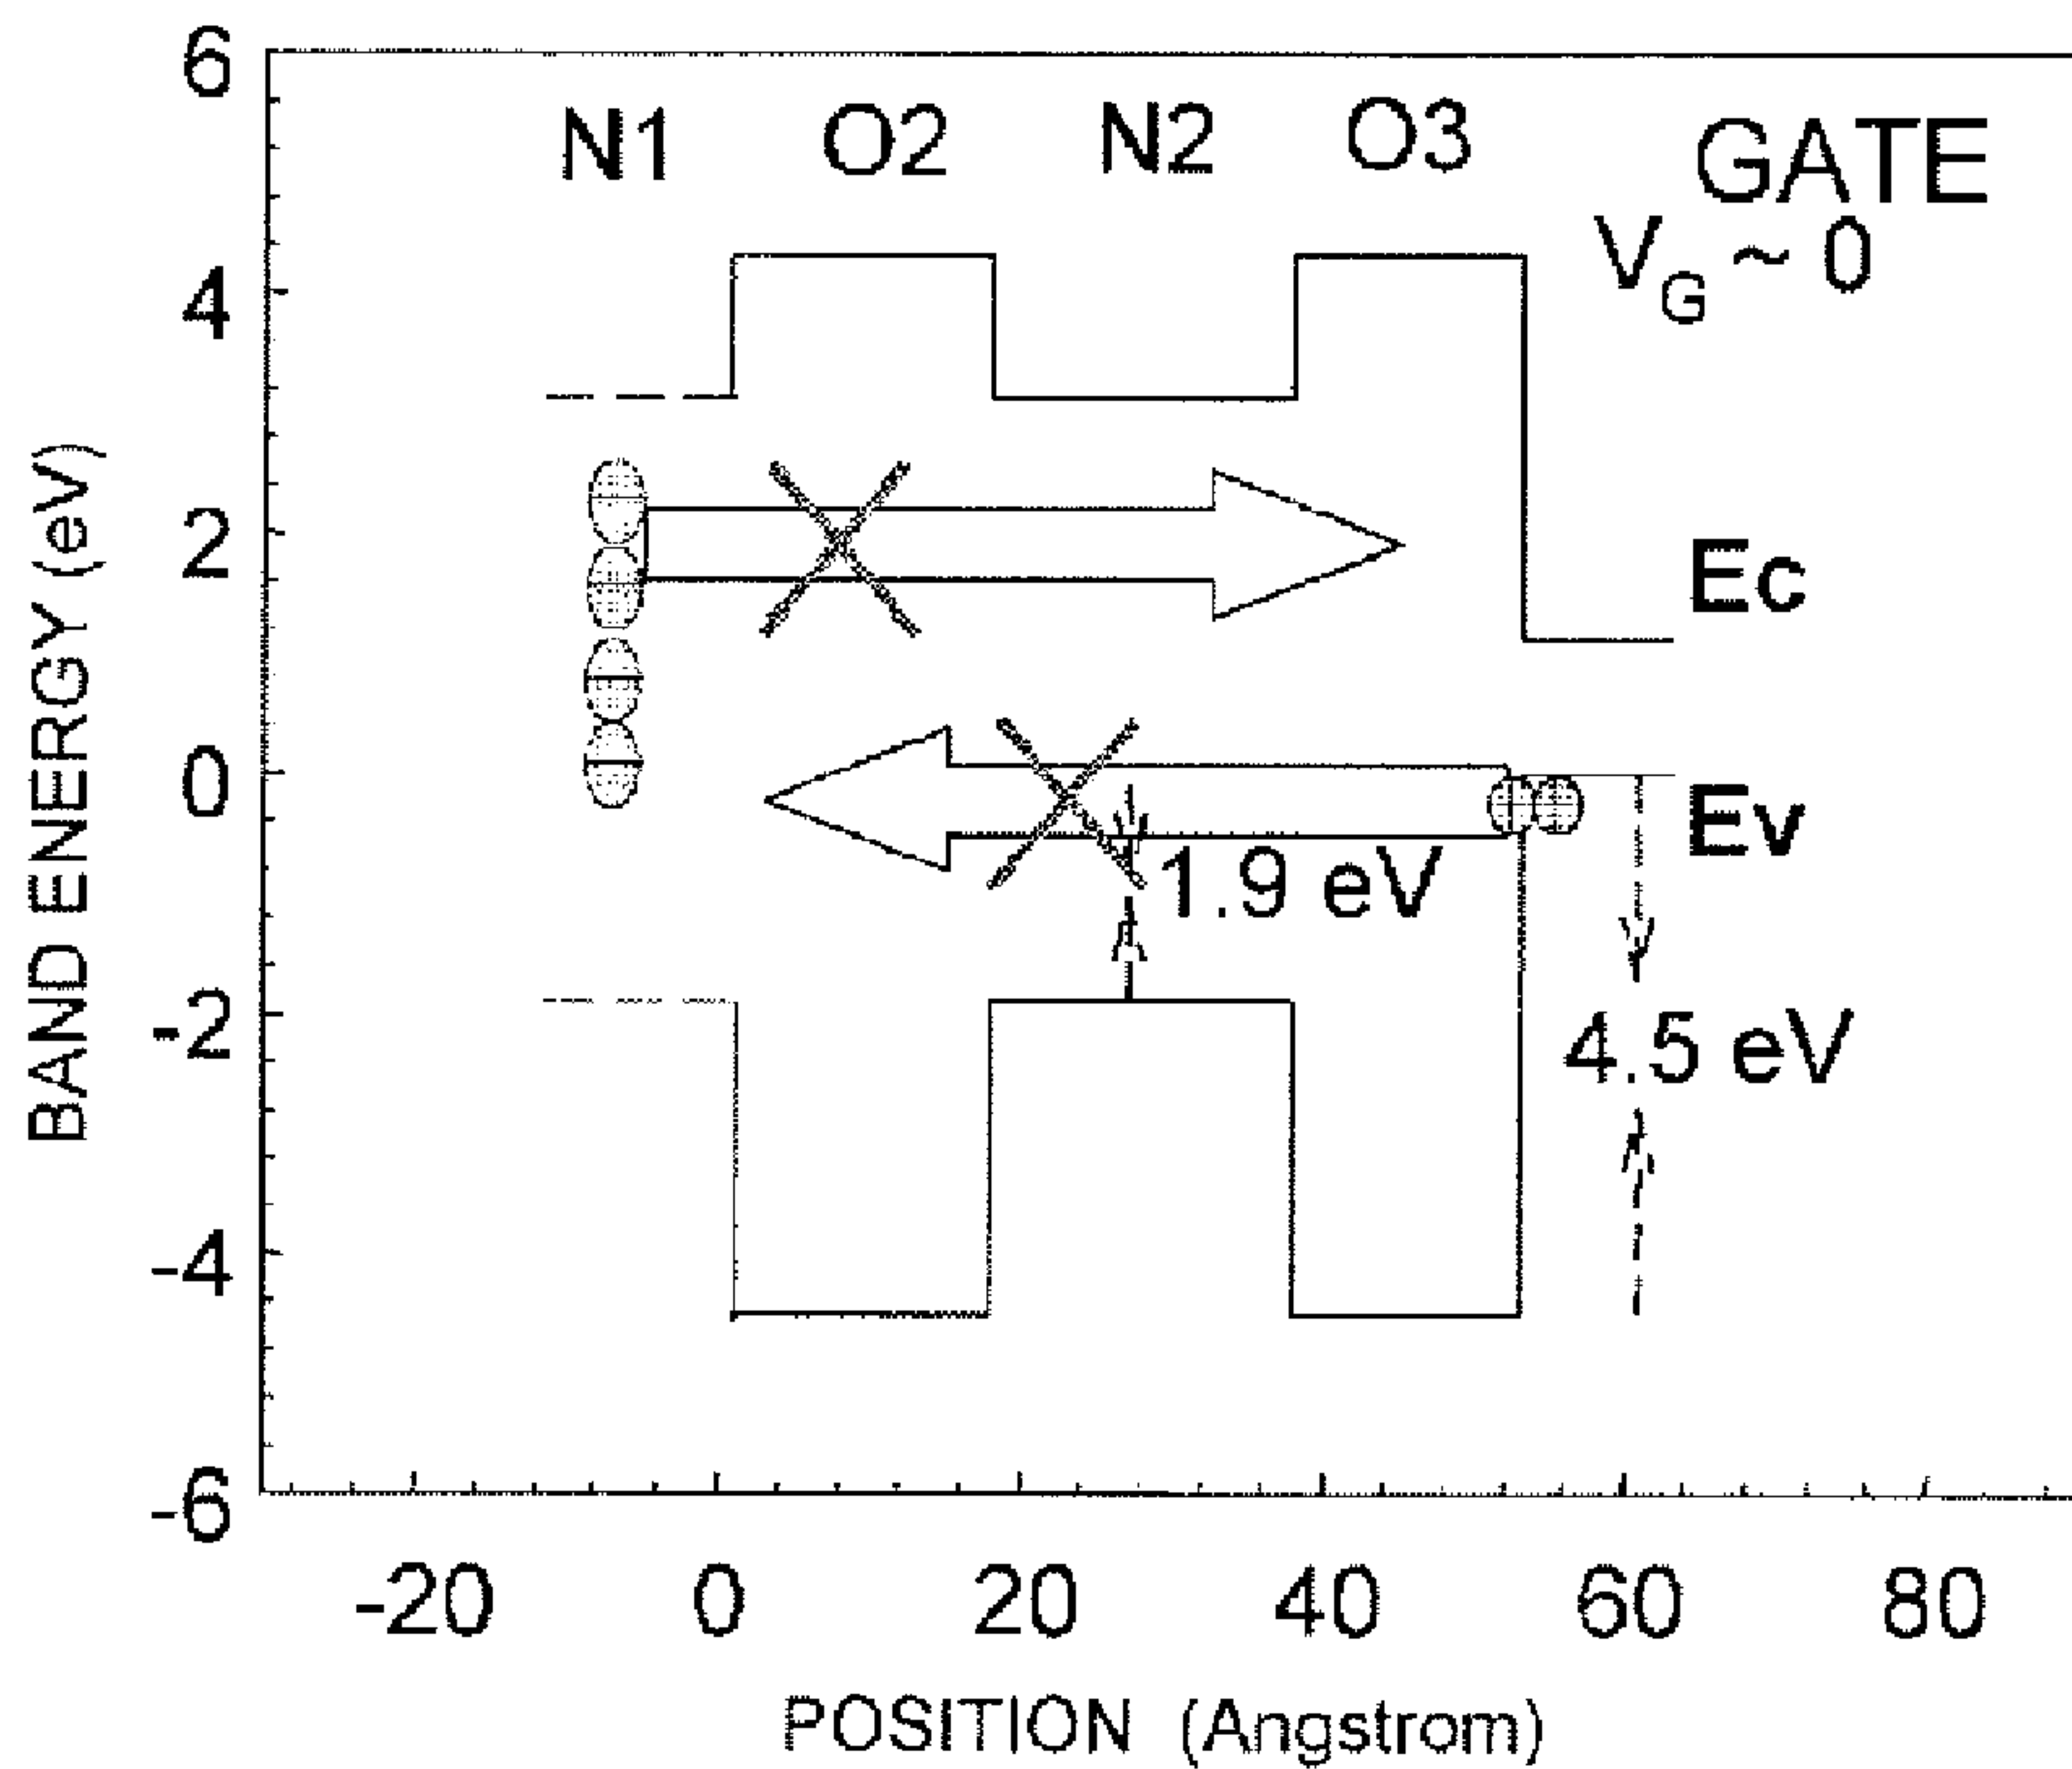 6
N1 O2 N2 O3 GATE
V_G ~ 0
4
2
Ec
0
Ev
1.9 eV
-2
4.5 eV
-4
-6
-20 0 20 40 60 80
POSITION (Angstrom)
BAND ENERGY (eV)